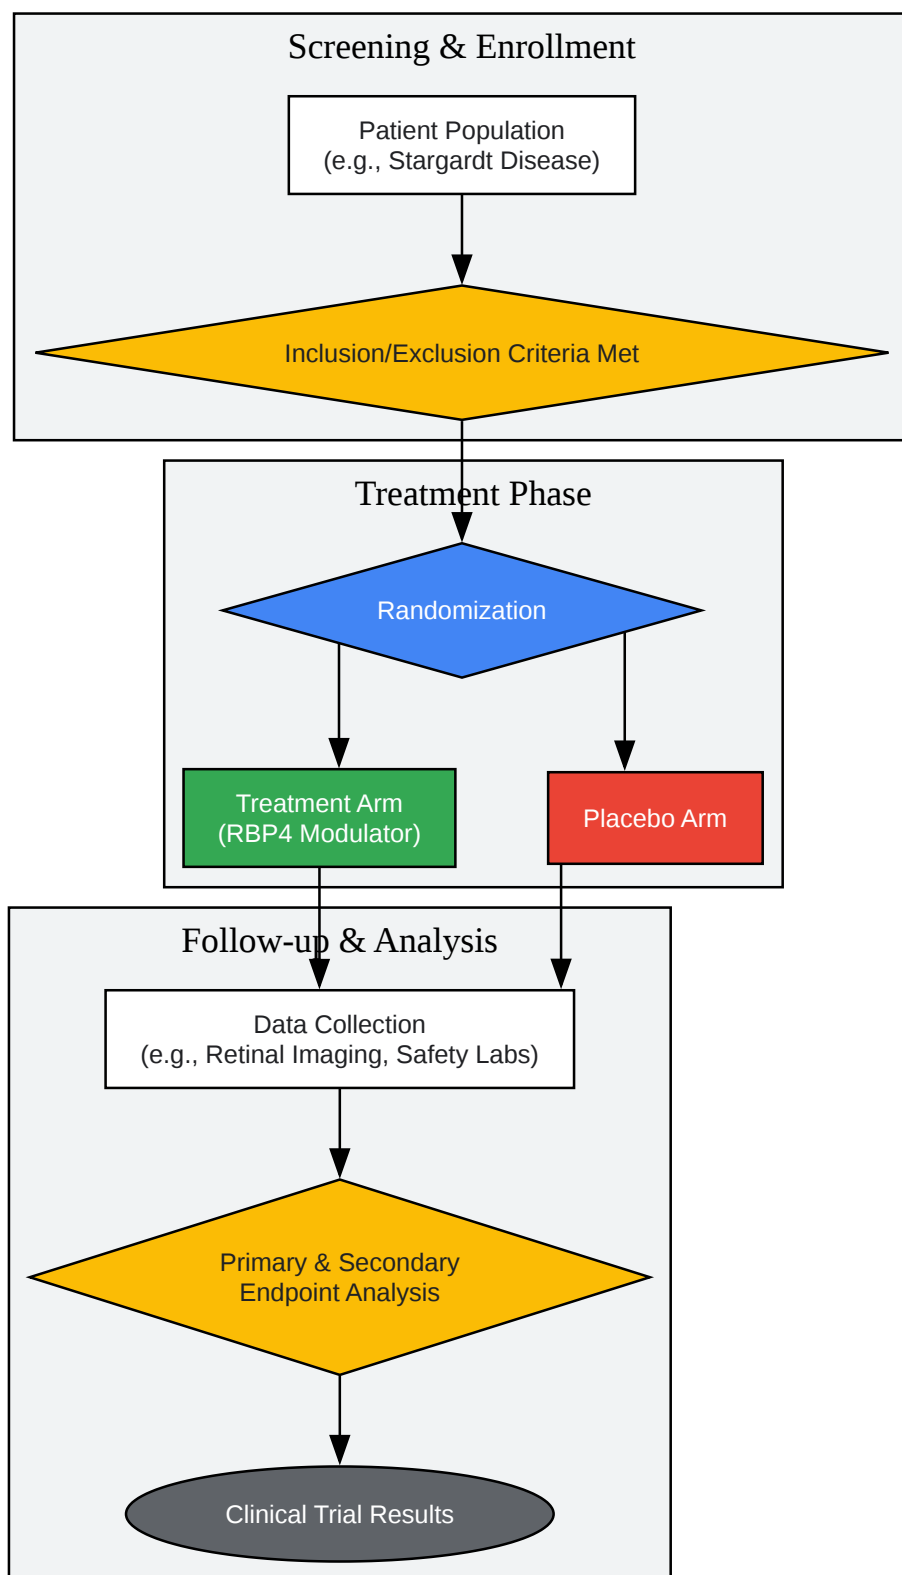 Screening & Enrollment
Patient Population
(e.g., Stargardt Disease)
Inclusion/Exclusion Criteria Met
Treatment Phase
Randomization
Treatment Arm
(RBP4 Modulator)
Placebo Arm
Follow-up & Analysis
Data Collection
(e.g., Retinal Imaging, Safety Labs)
Primary & Secondary
Endpoint Analysis
Clinical Trial Results